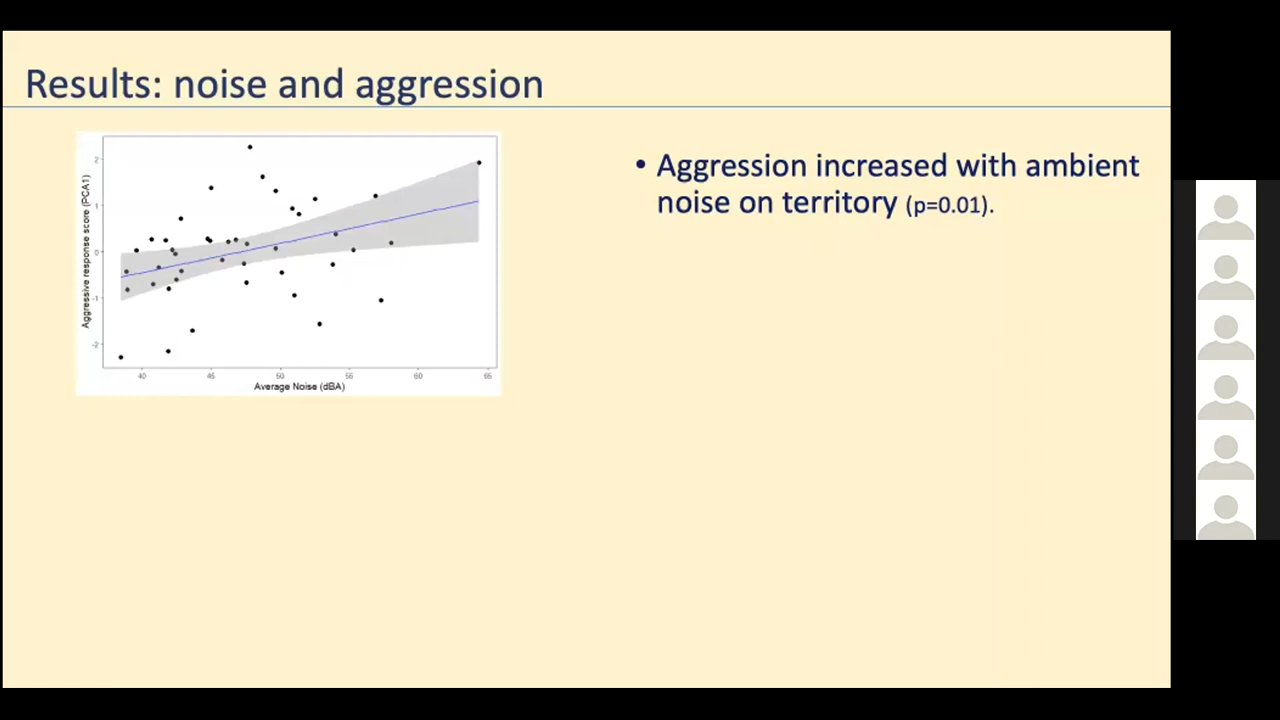 Results: noise and aggression
Aggressive response score (PCA1)
2
1
0
-1
-2
40 45 50 55 60 65
Average Noise (dBA)
• Aggression increased with ambient
noise on territory (p=0.01).